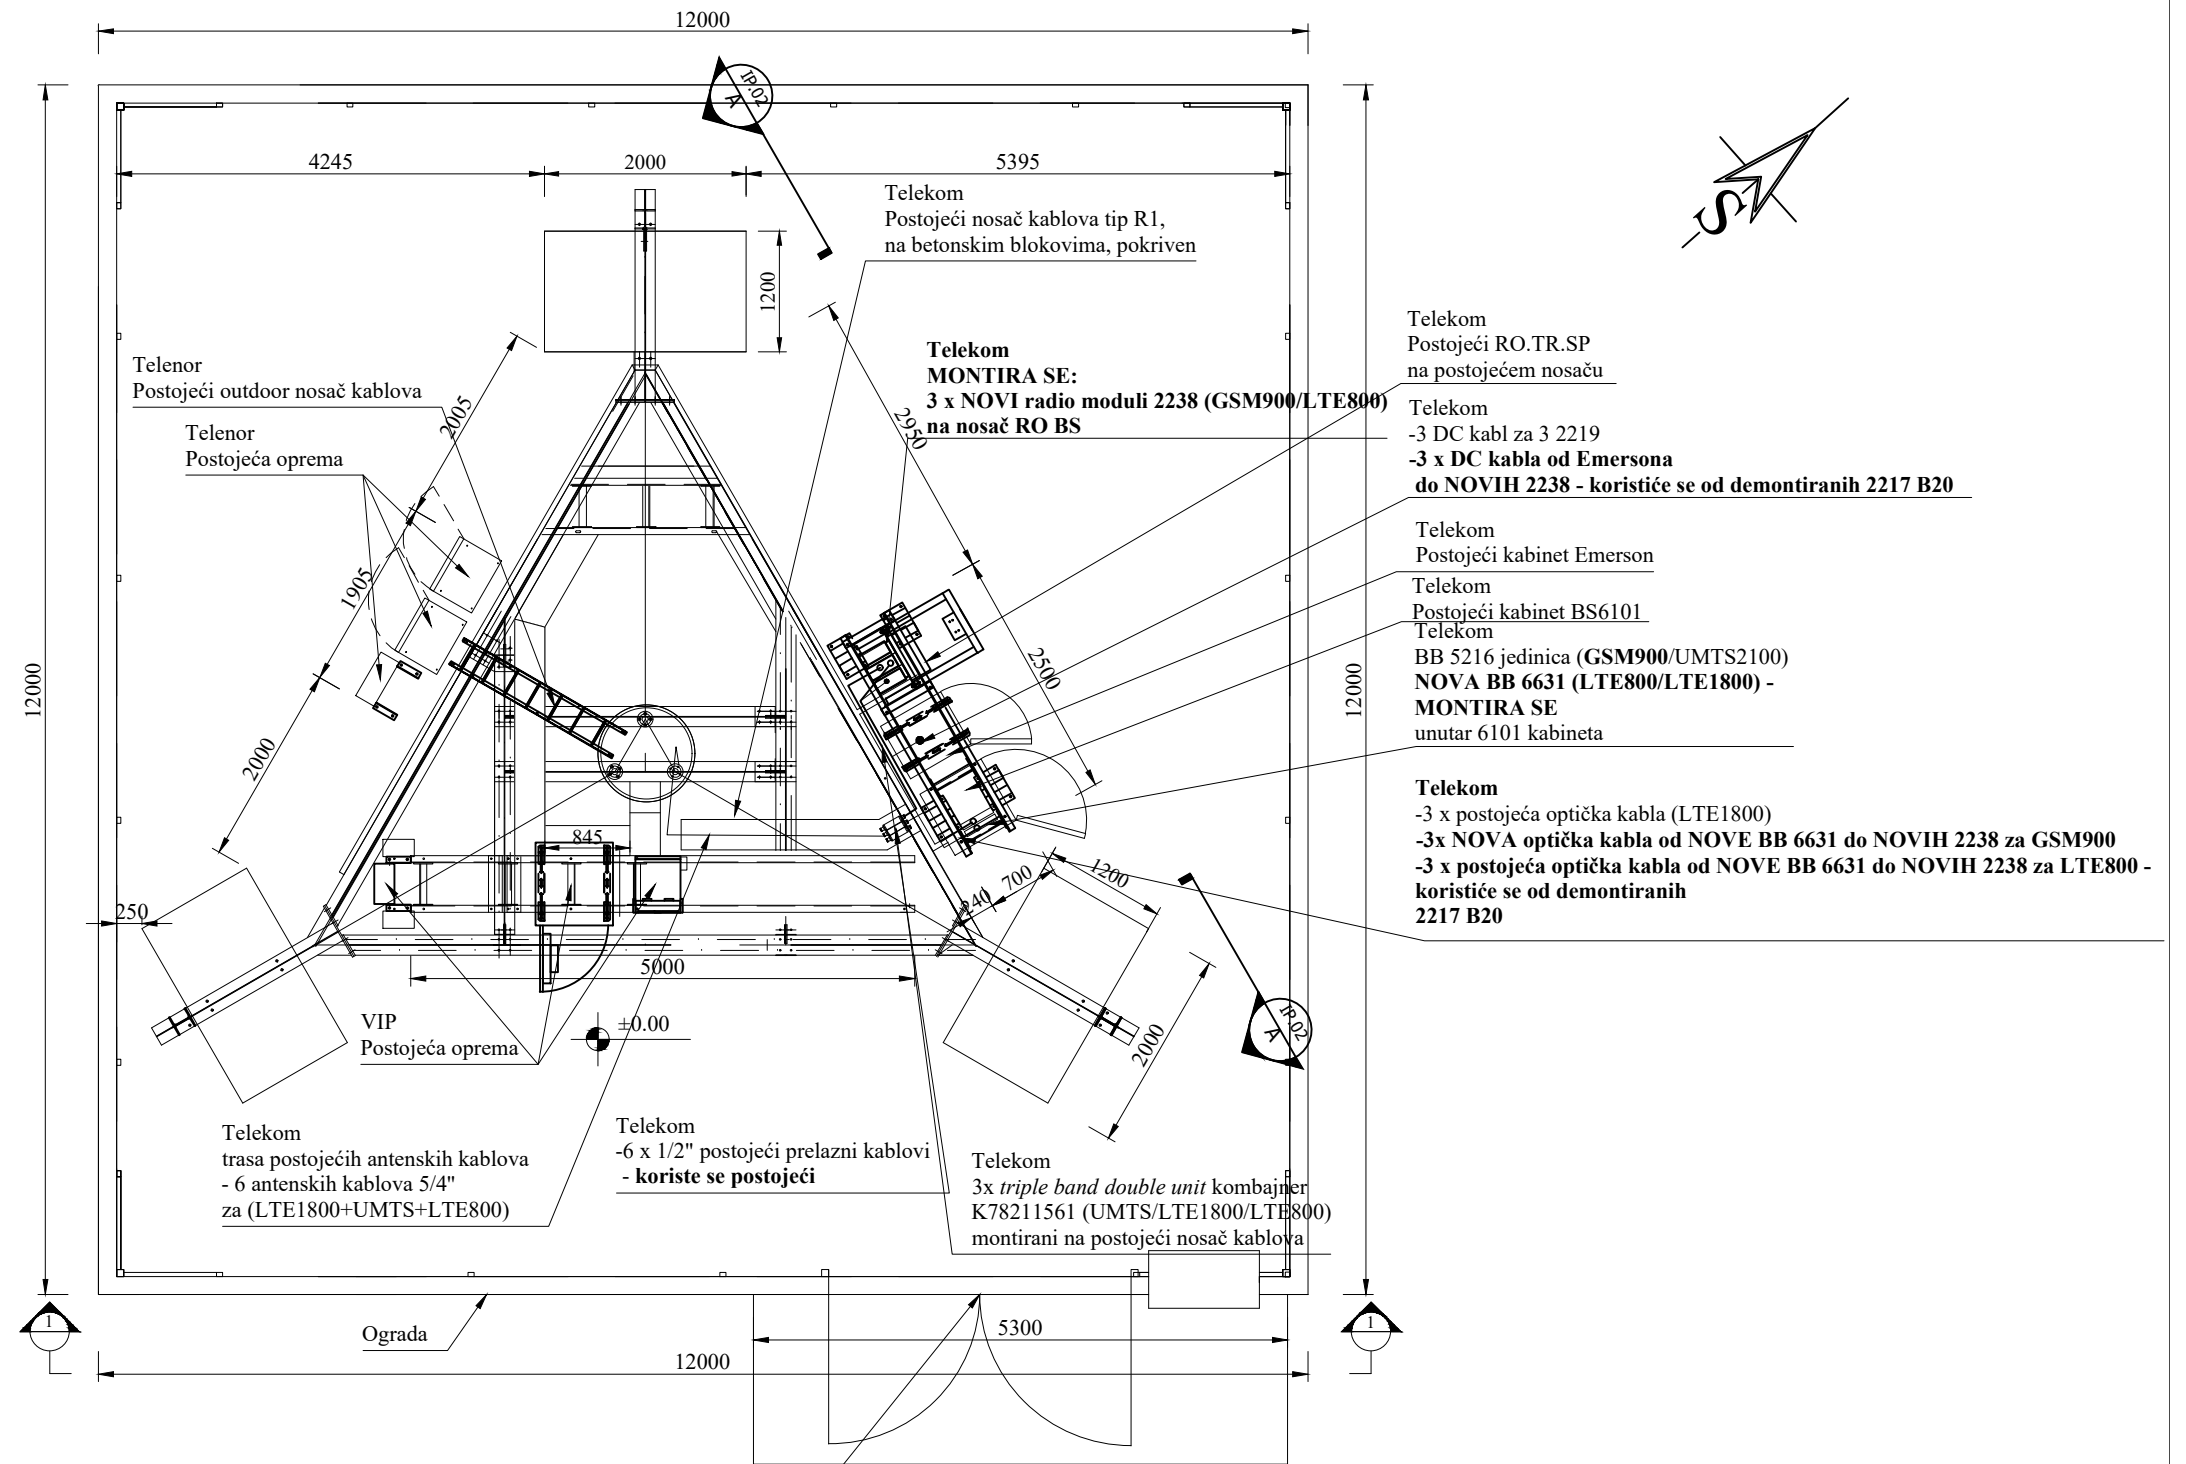 12000
IP.02
A
4245
2000
5395
S
Telekom
Postojeći nosač kablova tip R1,
na betonskim blokovima, pokriven
1200
Telekom
Postojeći RO.TR.SP
na postojećem nosaču
Telekom
MONTIRA SE:
3 x NOVI radio moduli 2238 (GSM900/LTE800)
na nosač RO BS
Telenor
Postojeći outdoor nosač kablova
2005
2950
Telekom
-3 DC kabl za 3 2219
-3 x DC kabla od Emersona
do NOVIH 2238 - koristiće se od demontiranih 2217 B20
Telenor
Postojeća oprema
Telekom
Postojeći kabinet Emerson
1905
Telekom
Postojeći kabinet BS6101
Telekom
BB 5216 jedinica (GSM900/UMTS2100)
NOVA BB 6631 (LTE800/LTE1800) -
MONTIRA SE
unutar 6101 kabineta
2500
12000
12000
2000
Telekom
-3 x postojeća optička kabla (LTE1800)
-3x NOVA optička kabla od NOVE BB 6631 do NOVIH 2238 za GSM900
-3 x postojeća optička kabla od NOVE BB 6631 do NOVIH 2238 za LTE800 -
koristiće se od demontiranih
2217 B20
845
240
700
1200
250
5000
VIP
Postojeća oprema
±0.00
2000
IP.02
A
Telekom
trasa postojećih antenskih kablova
- 6 antenskih kablova 5/4"
za (LTE1800+UMTS+LTE800)
Telekom
-6 x 1/2" postojeći prelazni kablovi
- koriste se postojeći
Telekom
3x triple band double unit kombajner
K78211561 (UMTS/LTE1800/LTE800)
montirani na postojeći nosač kablova
1
Ograda
5300
1
12000